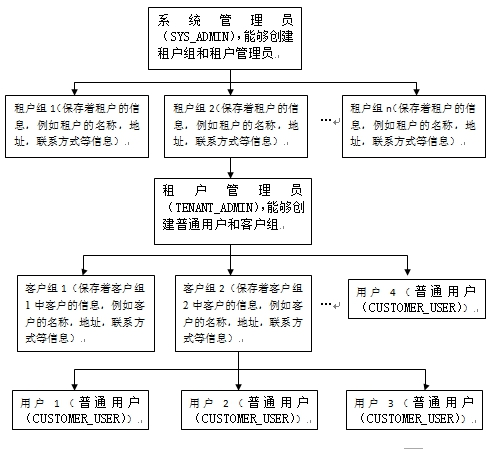 系统管理员
（SYS_ADMIN），能够创建
租户组和租户管理员。
租户组 1（保存着租户的信
息，例如租户的名称，地
址，联系方式等信息）
租户组 2（保存着租户的信
息，例如租户的名称，地
址，联系方式等信息）
…
租户组 n（保存着租户的信
息，例如租户的名称，地
址，联系方式等信息）
租户管理员
（TENANT_ADMIN），能够创
建普通用户和客户组。
客户组 1（保存着客户组
1 中客户的信息，例如客
户的名称，地址，联系方
式等信息）
客户组 2（保存着客户组
2 中客户的信息，例如客
户的名称，地址，联系方
式等信息）
…
用户 4（普通用户
（CUSTOMER_USER））
用户 1（普通用户
（CUSTOMER_USER））
用户 2（普通用户
（CUSTOMER_USER））
用户 3（普通用户
（CUSTOMER_USER））